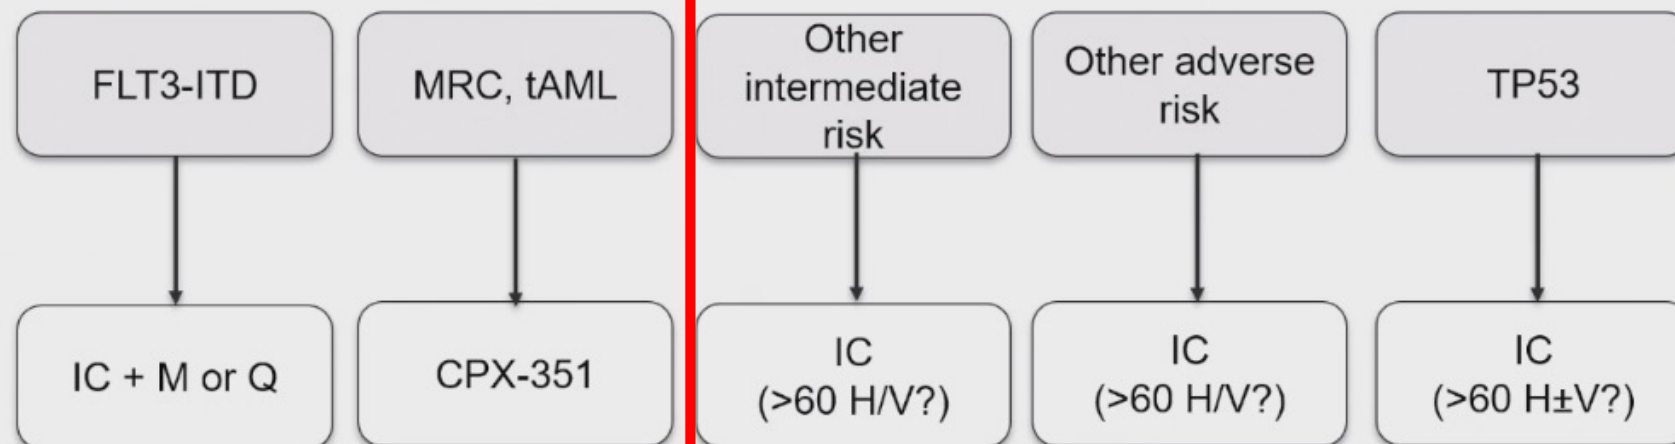 FLT3-ITD
MRC, tAML
Other
intermediate
risk
Other adverse
risk
TP53
IC + M or Q
CPX-351
IC
(>60 H/V?)
IC
(>60 H/V?)
IC
(>60 H±V?)